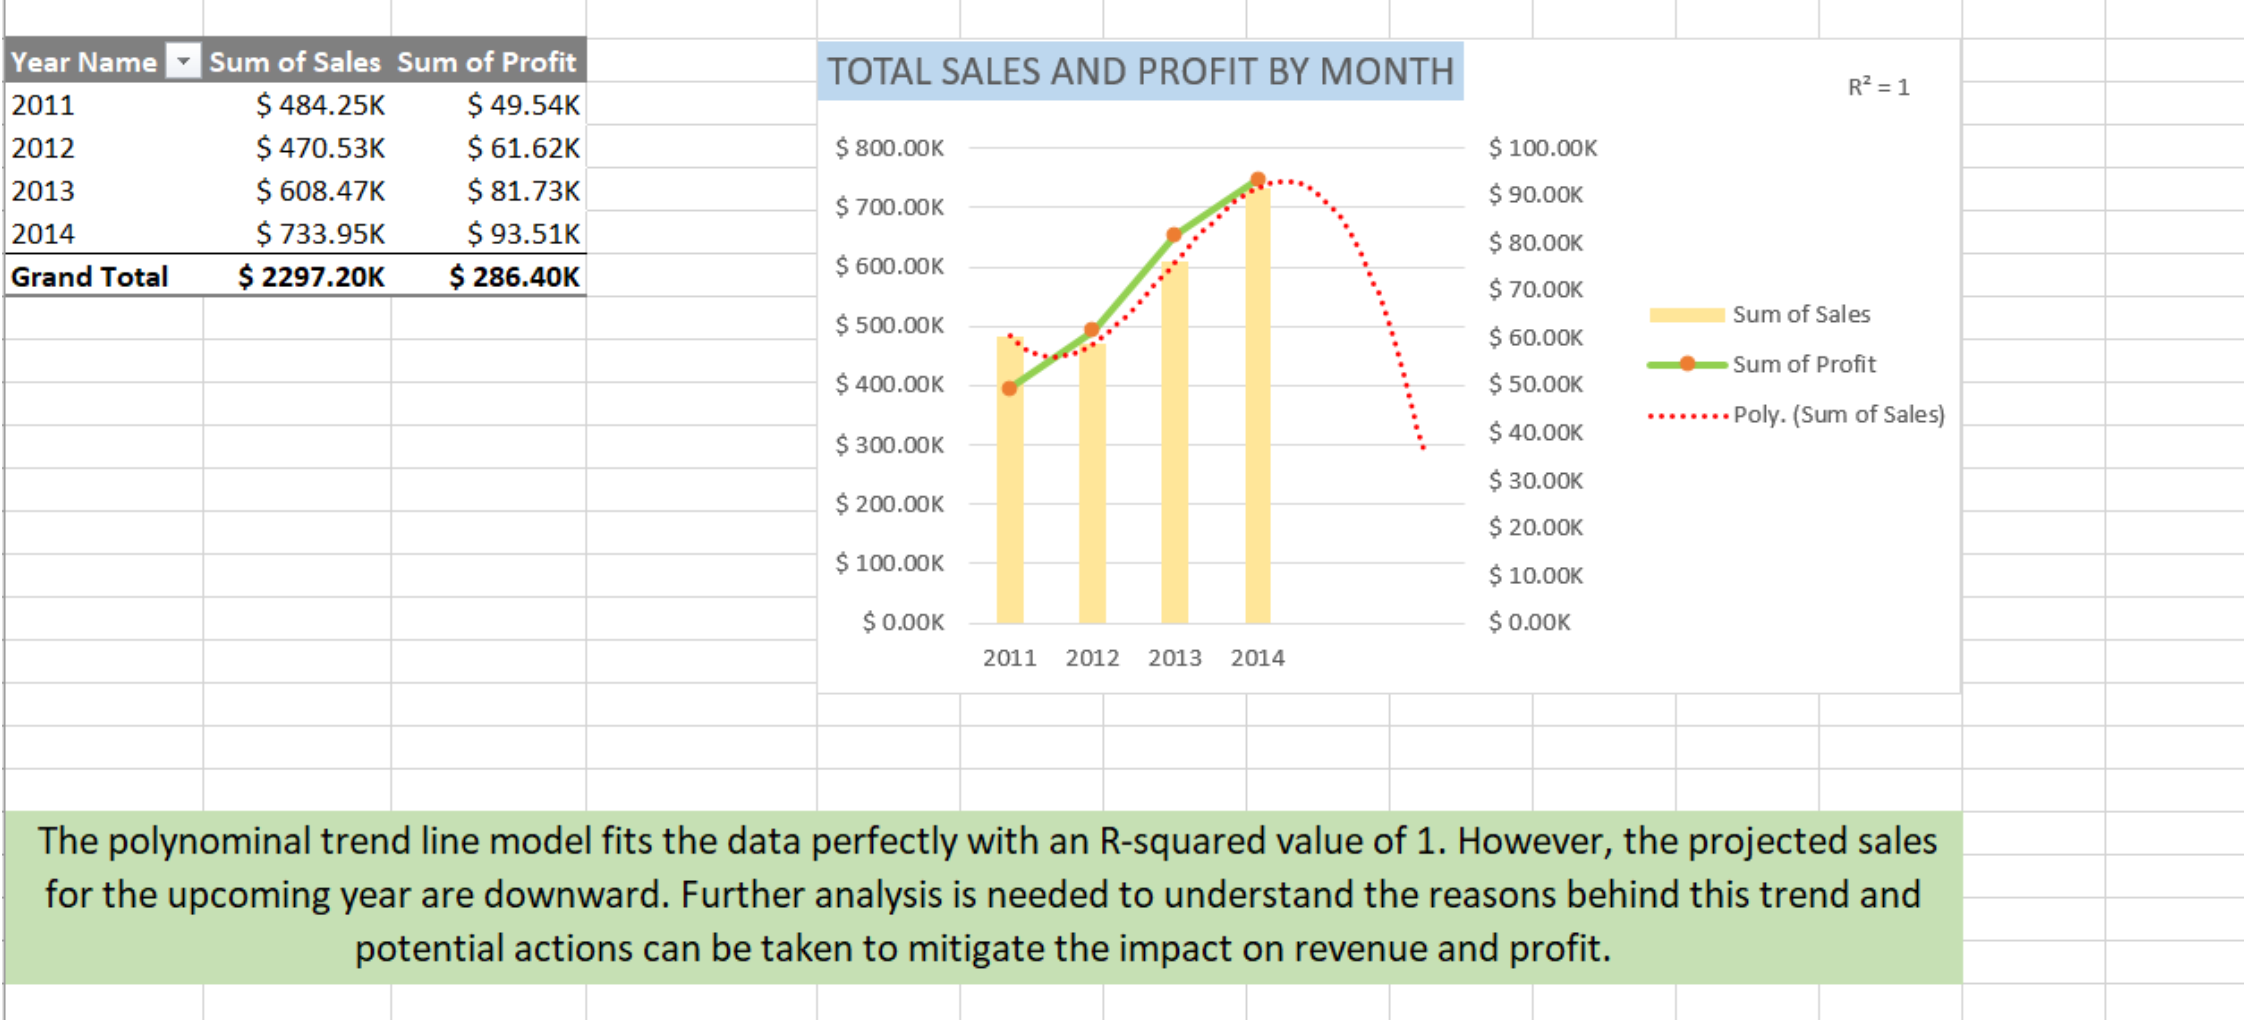 Year Name Sum of Sales Sum of Profit
2011 $ 484.25K $ 49.54K
2012 $ 470.53K $ 61.62K
2013 $ 608.47K $ 81.73K
2014 $ 733.95K $ 93.51K
Grand Total $ 2297.20K $ 286.40K
TOTAL SALES AND PROFIT BY MONTH
R² = 1
$ 800.00K
$ 700.00K
$ 600.00K
$ 500.00K
$ 400.00K
$ 300.00K
$ 200.00K
$ 100.00K
$ 0.00K
$ 100.00K
$ 90.00K
$ 80.00K
$ 70.00K
$ 60.00K
$ 50.00K
$ 40.00K
$ 30.00K
$ 20.00K
$ 10.00K
$ 0.00K
2011 2012 2013 2014
Sum of Sales
Sum of Profit
Poly. (Sum of Sales)
The polynominal trend line model fits the data perfectly with an R-squared value of 1. However, the projected sales
for the upcoming year are downward. Further analysis is needed to understand the reasons behind this trend and
potential actions can be taken to mitigate the impact on revenue and profit.